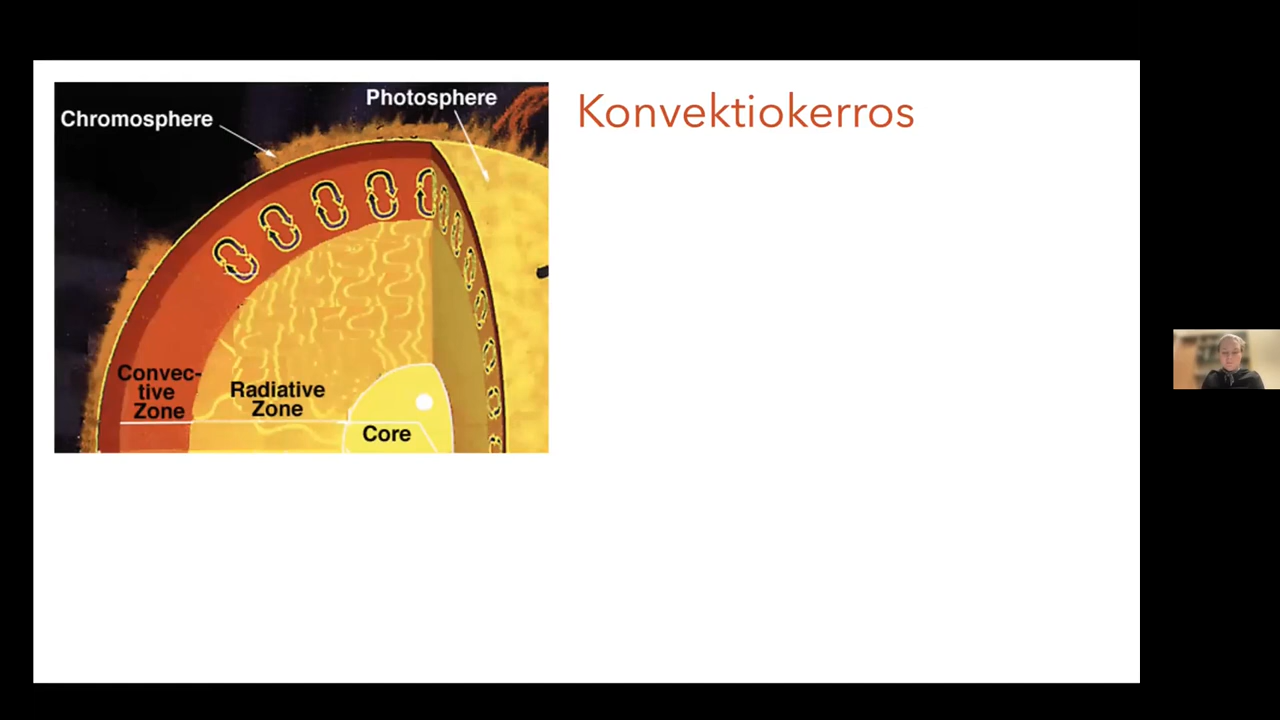 Photosphere
Chromosphere
Konvektiokerros
Convec-
tive
Zone
Radiative
Zone
Core